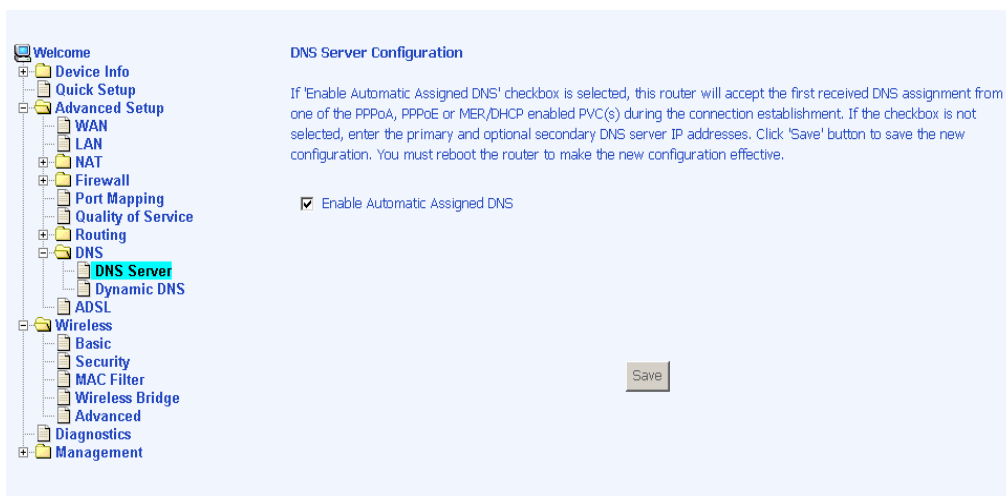 Welcome
Device Info
Quick Setup
Advanced Setup
WAN
LAN
NAT
Firewall
Port Mapping
Quality of Service
Routing
DNS
DNS Server
Dynamic DNS
ADSL
Wireless
Basic
Security
MAC Filter
Wireless Bridge
Advanced
Diagnostics
Management
DNS Server Configuration
If 'Enable Automatic Assigned DNS' checkbox is selected, this router will accept the first received DNS assignment from
one of the PPPoA, PPPoE or MER/DHCP enabled PVC(s) during the connection establishment. If the checkbox is not
selected, enter the primary and optional secondary DNS server IP addresses. Click 'Save' button to save the new
configuration. You must reboot the router to make the new configuration effective.
Enable Automatic Assigned DNS
Save